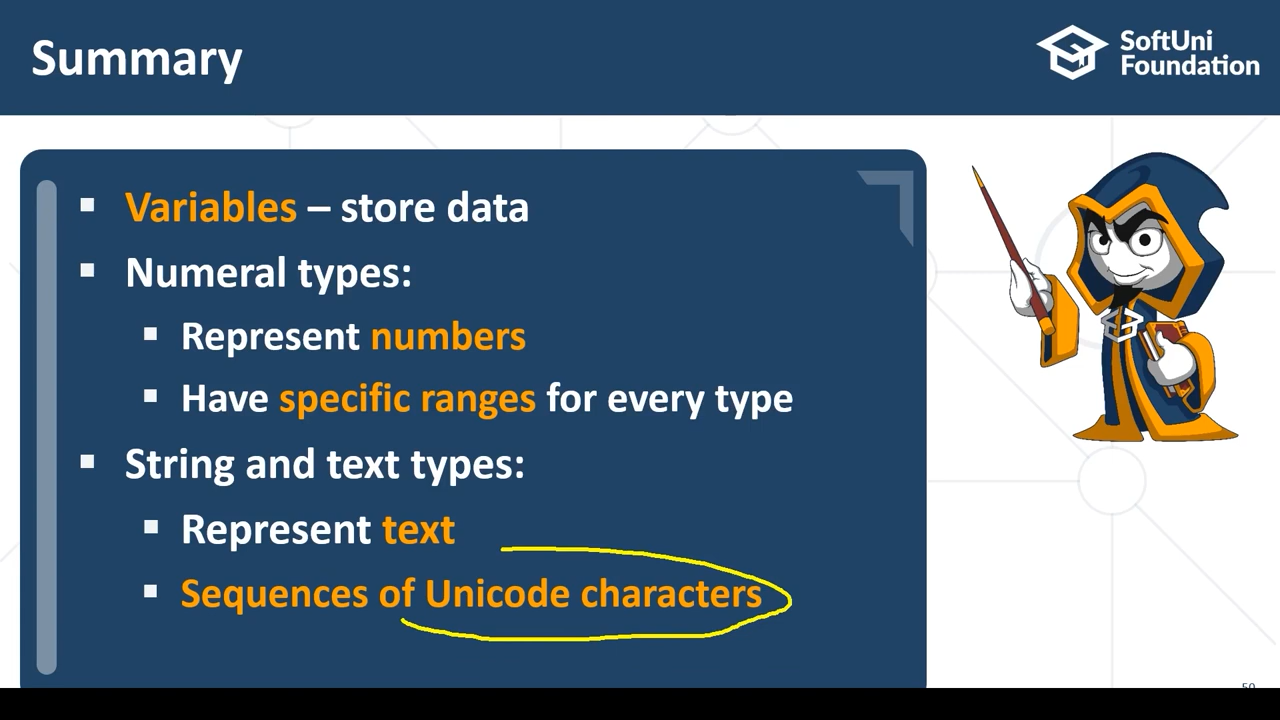 Summary
SoftUni
Foundation
▪ Variables – store data
▪ Numeral types:
▪ Represent numbers
▪ Have specific ranges for every type
▪ String and text types:
▪ Represent text
▪ Sequences of Unicode characters
50